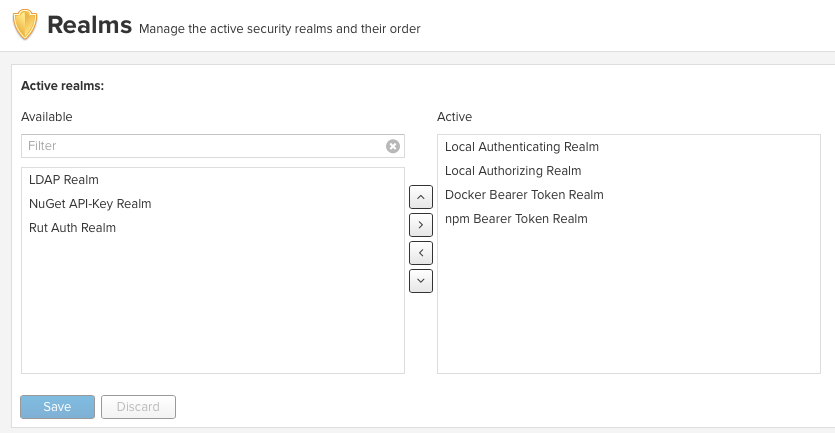 Realms Manage the active security realms and their order
Active realms:
Available
Active
Filter
LDAP Realm
NuGet API-Key Realm
Rut Auth Realm
Local Authenticating Realm
Local Authorizing Realm
Docker Bearer Token Realm
npm Bearer Token Realm
Save
Discard